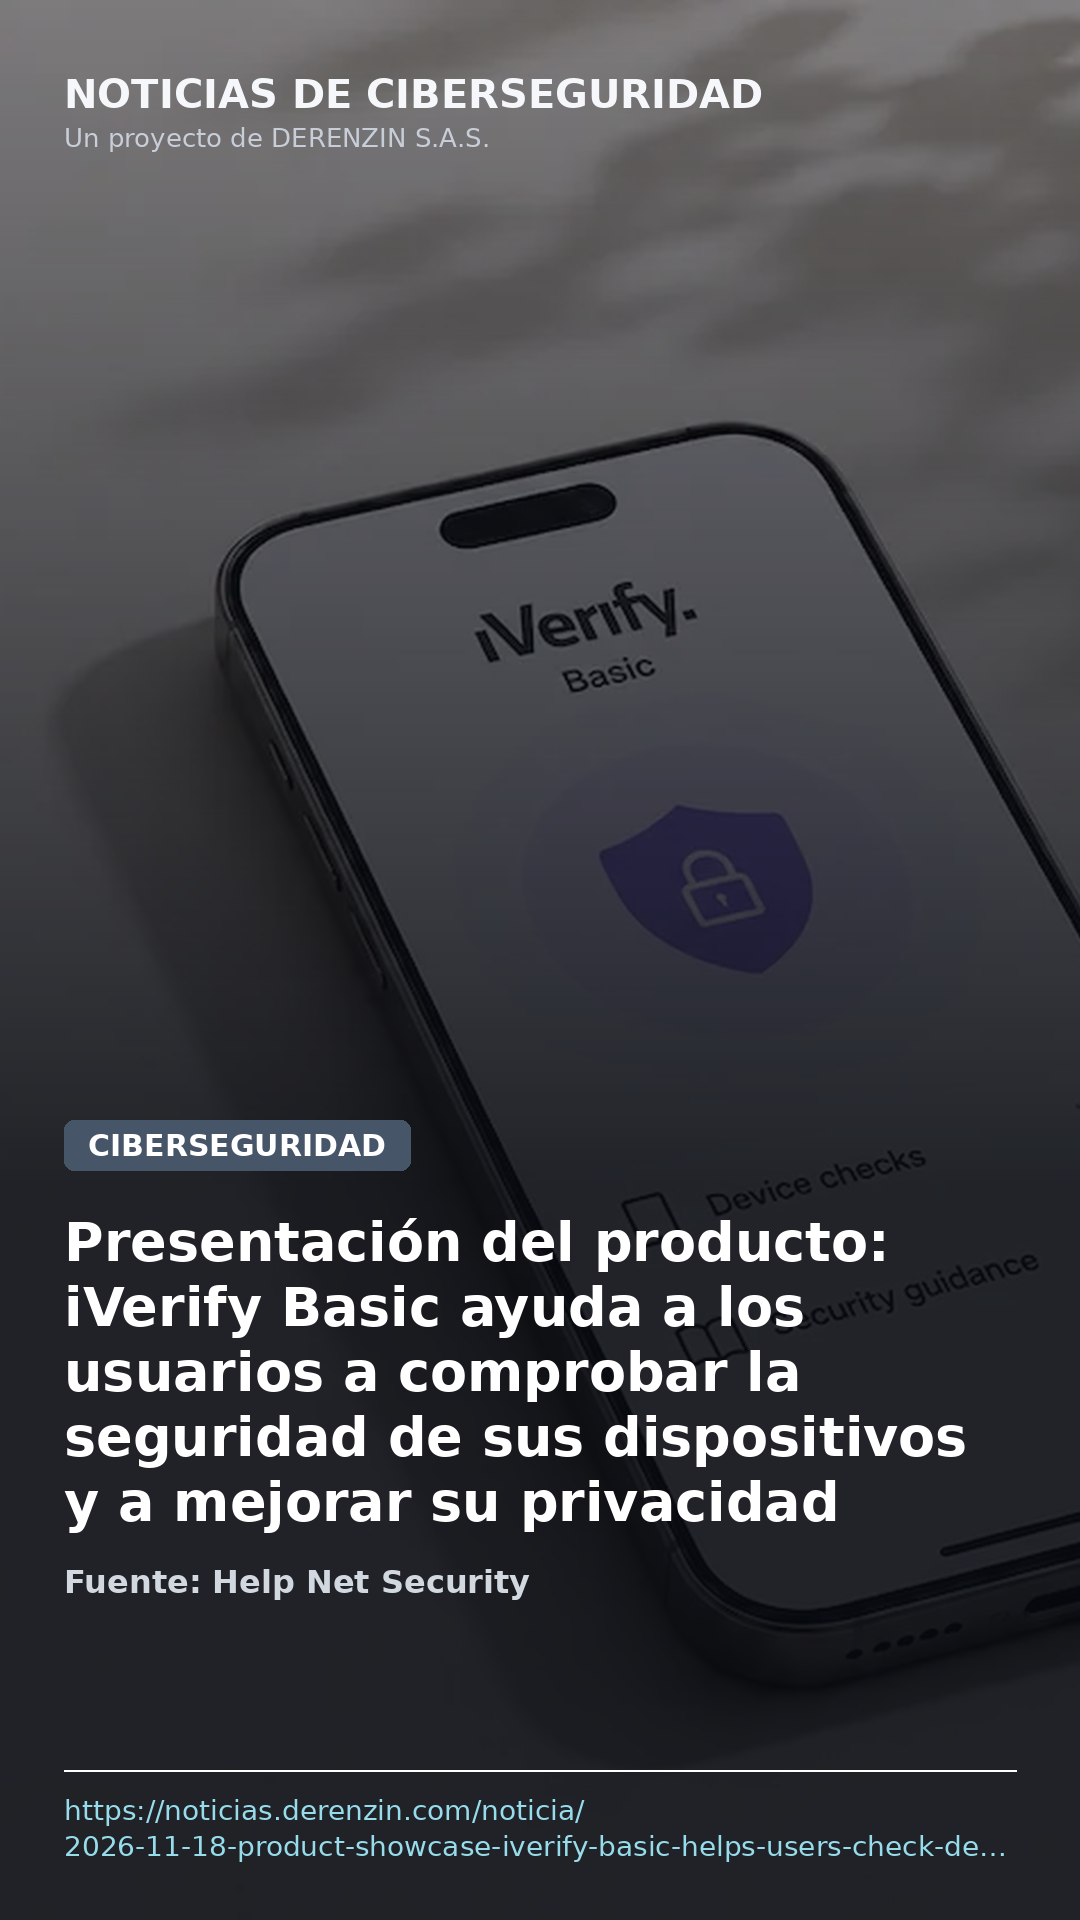 NOTICIAS DE CIBERSEGURIDAD
Un proyecto de DERENZIN S.A.S.
iVerify.
Basic
Device checks
Security guidance
CIBERSEGURIDAD
Presentación del producto:
iVerify Basic ayuda a los
usuarios a comprobar la
seguridad de sus dispositivos
y a mejorar su privacidad
Fuente: Help Net Security
https://noticias.derenzin.com/noticia/
2026-11-18-product-showcase-iverify-basic-helps-users-check-de...